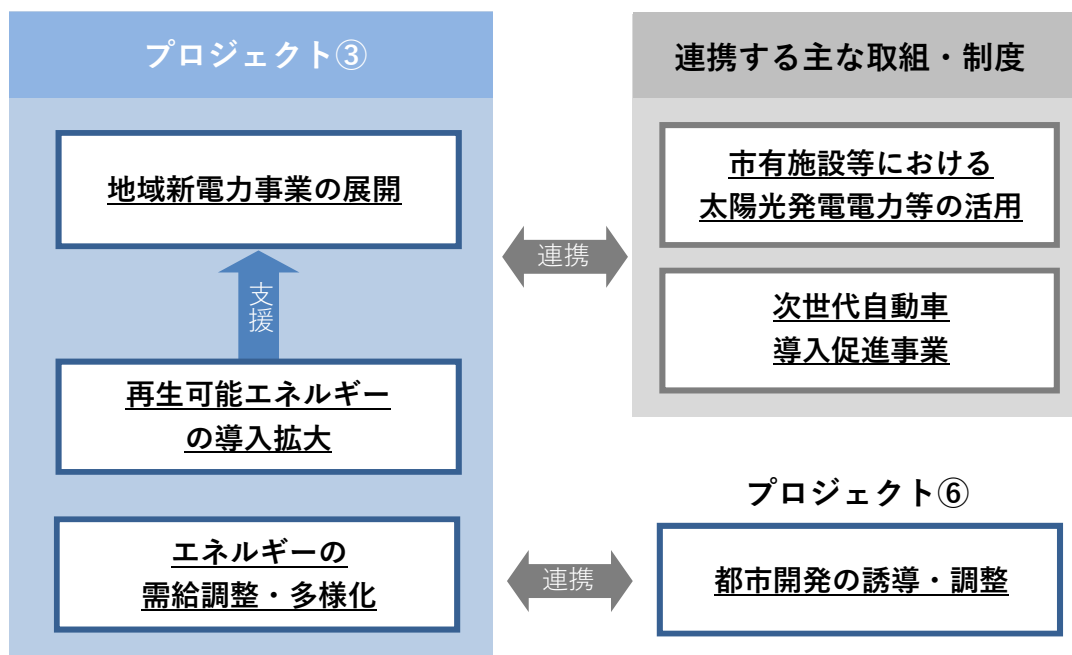 プロジェクト③
地域新電力事業の展開
支援
再生可能エネルギー
の導入拡大
エネルギーの
需給調整・多様化
連携
連携
連携する主な取組・制度
市有施設等における
太陽光発電電力等の活用
次世代自動車
導入促進事業
プロジェクト⑥
都市開発の誘導・調整